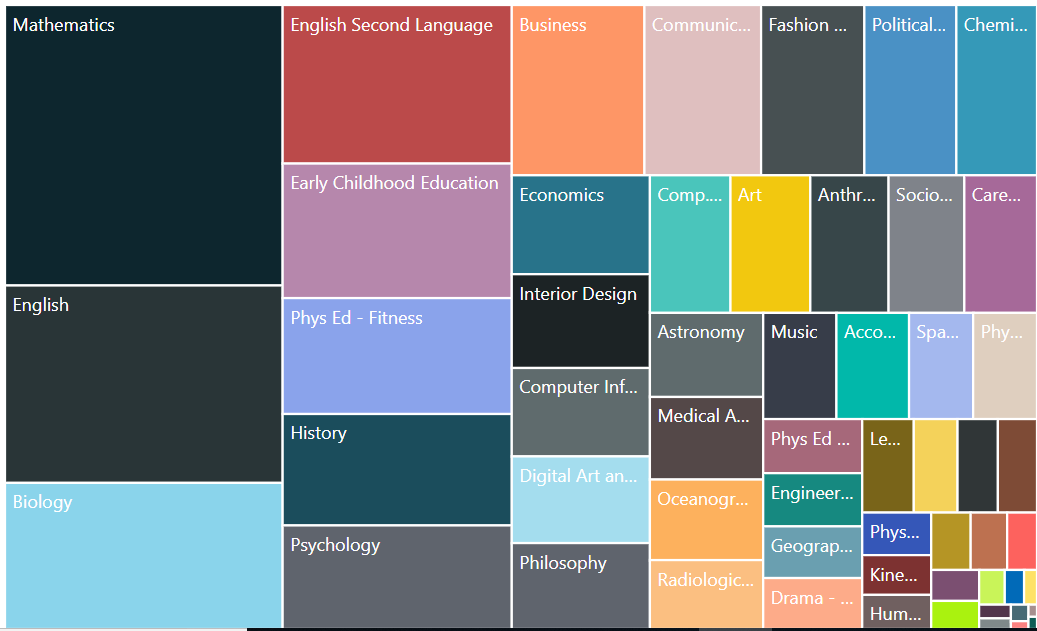 Mathematics
English
Biology
English Second Language
Early Childhood Education
Phys Ed - Fitness
History
Psychology
Business
Communic...
Fashion ...
Political...
Chemi...
Economics
Interior Design
Computer Inf...
Digital Art an...
Philosophy
Comp....
Art
Anthr...
Socio...
Care...
Astronomy
Medical A...
Oceanogr...
Radiologic...
Music
Acco...
Spa...
Phy...
Phys Ed ...
Engineer...
Geograp...
Drama - ...
Le...
Phys...
Kine...
Hum...